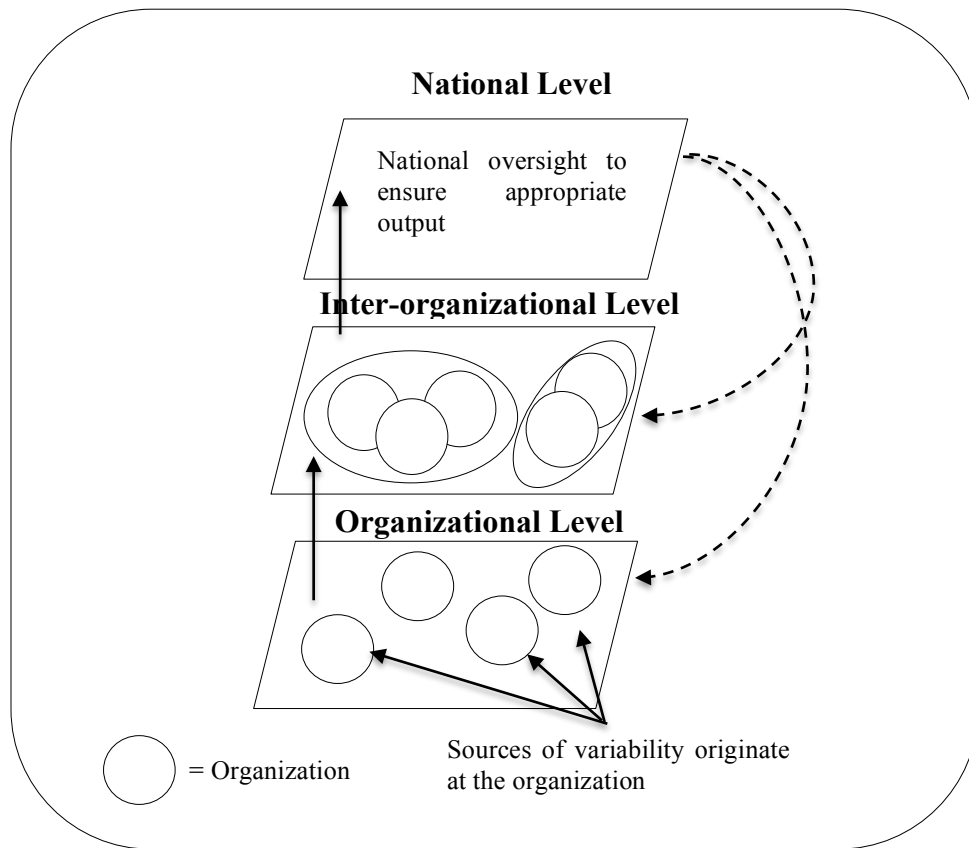 National Level
National oversight to
ensure appropriate
output
Inter-organizational Level
Organizational Level
Sources of variability originate
at the organization
= Organization